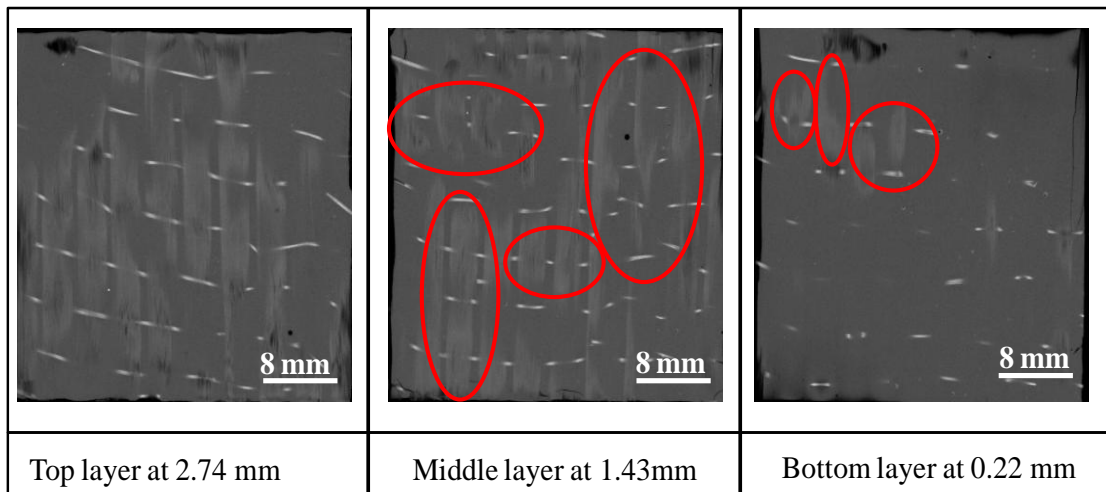 8 mm
8 mm
8 mm
Top layer at 2.74 mm
Middle layer at 1.43mm
Bottom layer at 0.22 mm